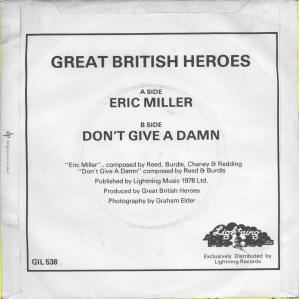 GREAT BRITISH HEROES
A SIDE
ERIC MILLER
B SIDE
DON'T GIVE A DAMN
"Eric Miller".. composed by Reed, Burdis, Chaney & Redding
"Don't Give A Damn" composed by Reed & Burdis
Published by Lightning Music 1978 Ltd.
Produced by Great British Heroes
Photography by Graham Elder
GIL 538
Lightning
Exclusively Distributed by
Lightning Records